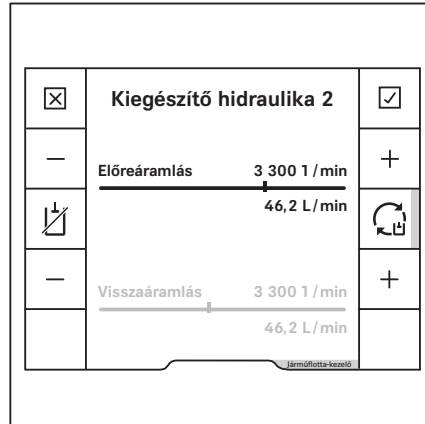 Kiegészítő hidraulika 2
Előreáramlás 3 300 1/min
46,2 L/min
Visszaáramlás 3 300 1/min
46,2 L/min
Járműflotta-kezelő